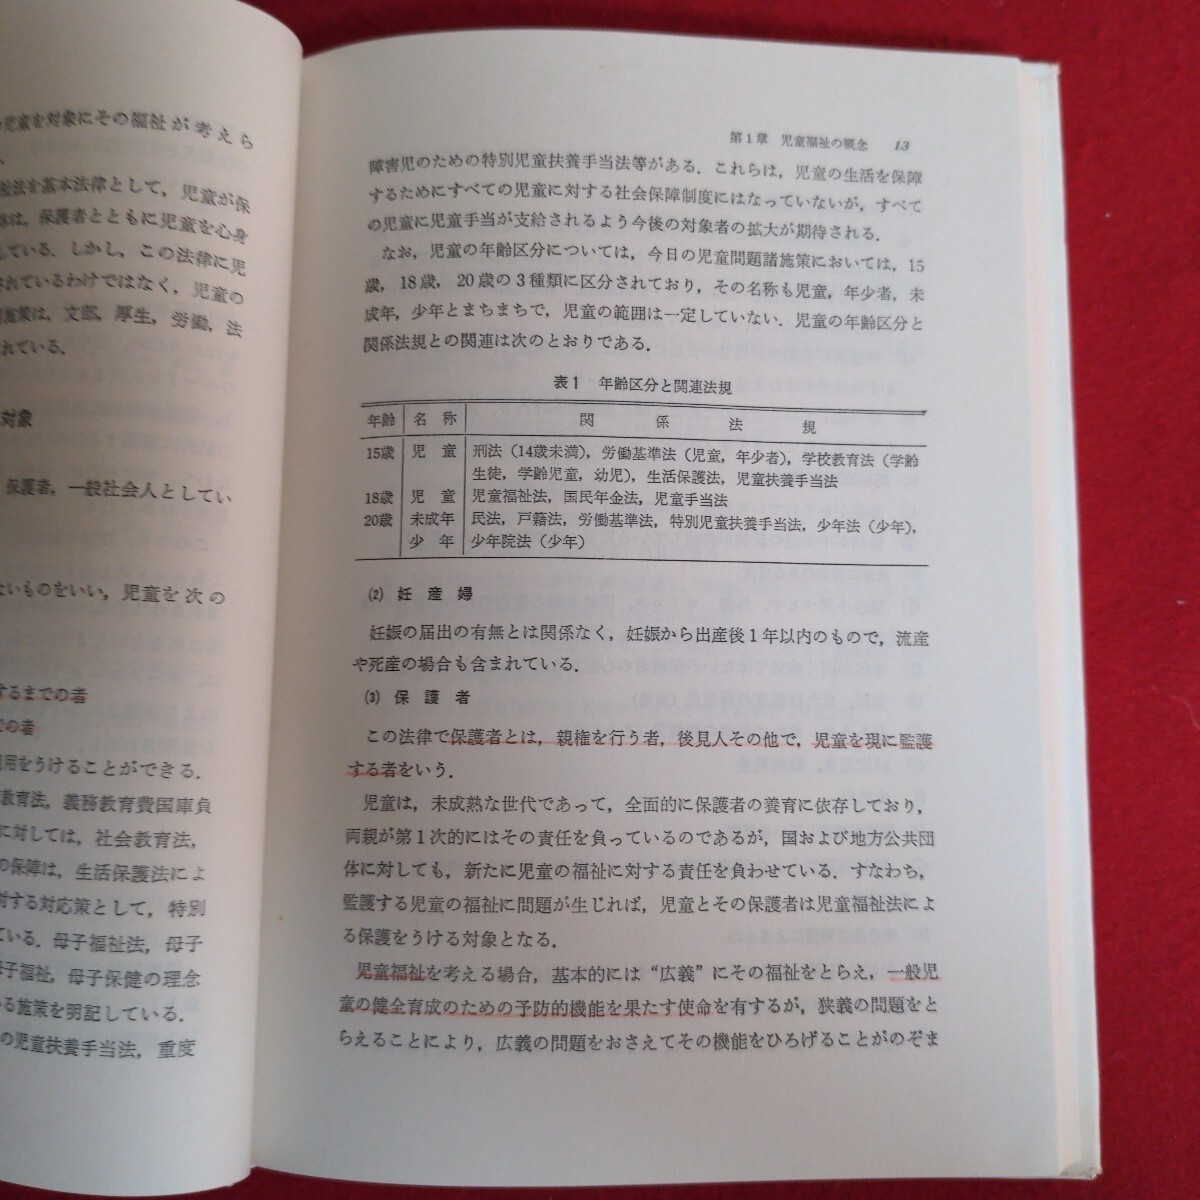 児童を対象にその福祉が考えら
祉法を基本法律として，児童が保
は，保護者とともに児童を心身
ている．しかし，この法律に児
されているわけではなく，児童の
施策は，文部，厚生，労働，法
れている．
対象
保護者，一般社会人としてい
ないものをいい，児童を次の
するまでの者
での者
用をうけることができる．
教育法，義務教育費国庫負
に対しては，社会教育法，
の保障は，生活保護法によ
対する対応策として，特別
ている．母子福祉法，母子
子福祉，母子保健の理念
る施策を明記している．
の児童扶養手当法，重度
第1章　児童福祉の概念　13
障害児のための特別児童扶養手当法等がある．これらは，児童の生活を保障
するためにすべての児童に対する社会保障制度にはなっていないが，すべて
の児童に児童手当が支給されるよう今後の対象者の拡大が期待される．
なお，児童の年齢区分については，今日の児童問題諸施策においては，15
歳，18歳，20歳の3種類に区分されており，その名称も児童，年少者，未
成年，少年とまちまちで，児童の範囲は一定していない．児童の年齢区分と
関係法規との関連は次のとおりである．
表1　年齢区分と関連法規
年齢　名　称　関　係　法　規
15歳　児　童　刑法（14歳未満），労働基準法（児童，年少者），学校教育法（学齢
生徒，学齢児童，幼児），生活保護法，児童扶養手当法
18歳　児　童　児童福祉法，国民年金法，児童手当法
20歳　未成年　民法，戸籍法，労働基準法，特別児童扶養手当法，少年法（少年），
少　年　少年院法（少年）
(2)　妊　産　婦
妊娠の届出の有無とは関係なく，妊娠から出産後1年以内のもので，流産
や死産の場合も含まれている．
(3)　保　護　者
この法律で保護者とは，親権を行う者，後見人その他で，児童を現に監護
する者をいう．
児童は，未成熟な世代であって，全面的に保護者の養育に依存しており，
両親が第1次的にはその責任を負っているのであるが，国および地方公共団
体に対しても，新たに児童の福祉に対する責任を負わせている．すなわち，
監護する児童の福祉に問題が生じれば，児童とその保護者は児童福祉法によ
る保護をうける対象となる．
児童福祉を考える場合，基本的には“広義”にその福祉をとらえ，一般児
童の健全育成のための予防的機能を果たす使命を有するが，狭義の問題をと
らえることにより，広義の問題をおさえてその機能をひろげることがのぞま